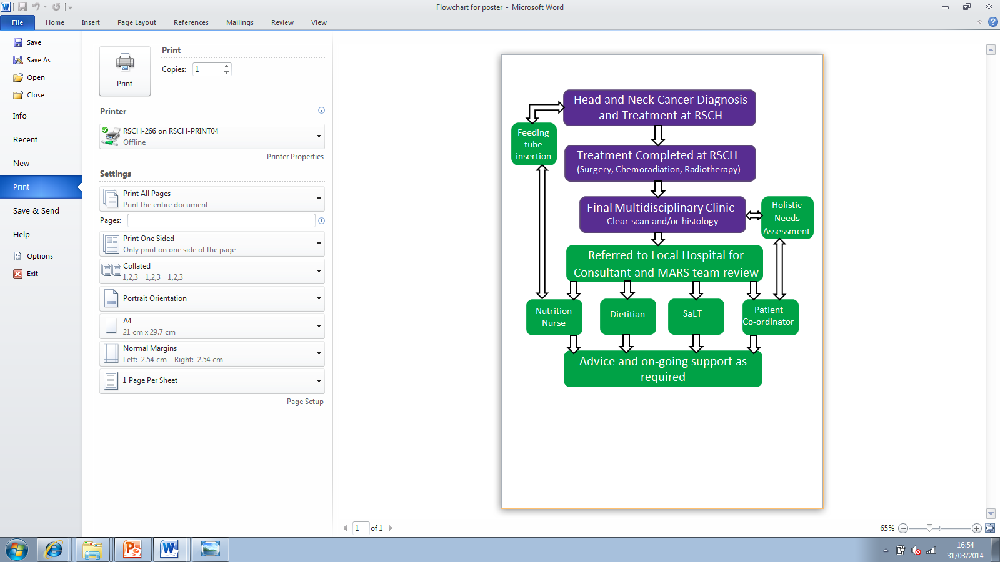 Flowchart for poster - Microsoft Word
File
Home
Insert
Page Layout
References
Mailings
Review
View
Save
Save As
Open
Close
Info
Recent
New
Print
Save & Send
Help
Options
Exit
Print
Print
Copies: 1
Printer
RSCH-266 on RSCH-PRINT04
Offline
Printer Properties
Settings
Print All Pages
Print the entire document
Pages:
Print One Sided
Only print on one side of the page
Collated
1,2,3 1,2,3 1,2,3
Portrait Orientation
A4
21 cm x 29.7 cm
Normal Margins
Left: 2.54 cm Right: 2.54 cm
1 Page Per Sheet
Page Setup
Head and Neck Cancer Diagnosis
and Treatment at RSCH
Feeding
tube
insertion
Treatment Completed at RSCH
(Surgery, Chemoradiation, Radiotherapy)
Final Multidisciplinary Clinic
Clear scan and/or histology
Holistic
Needs
Assessment
Referred to Local Hospital for
Consultant and MARS team review
Nutrition
Nurse
Dietitian
SaLT
Patient
Co-ordinator
Advice and on-going support as
required
1 of 1
65%
16:54
31/03/2014